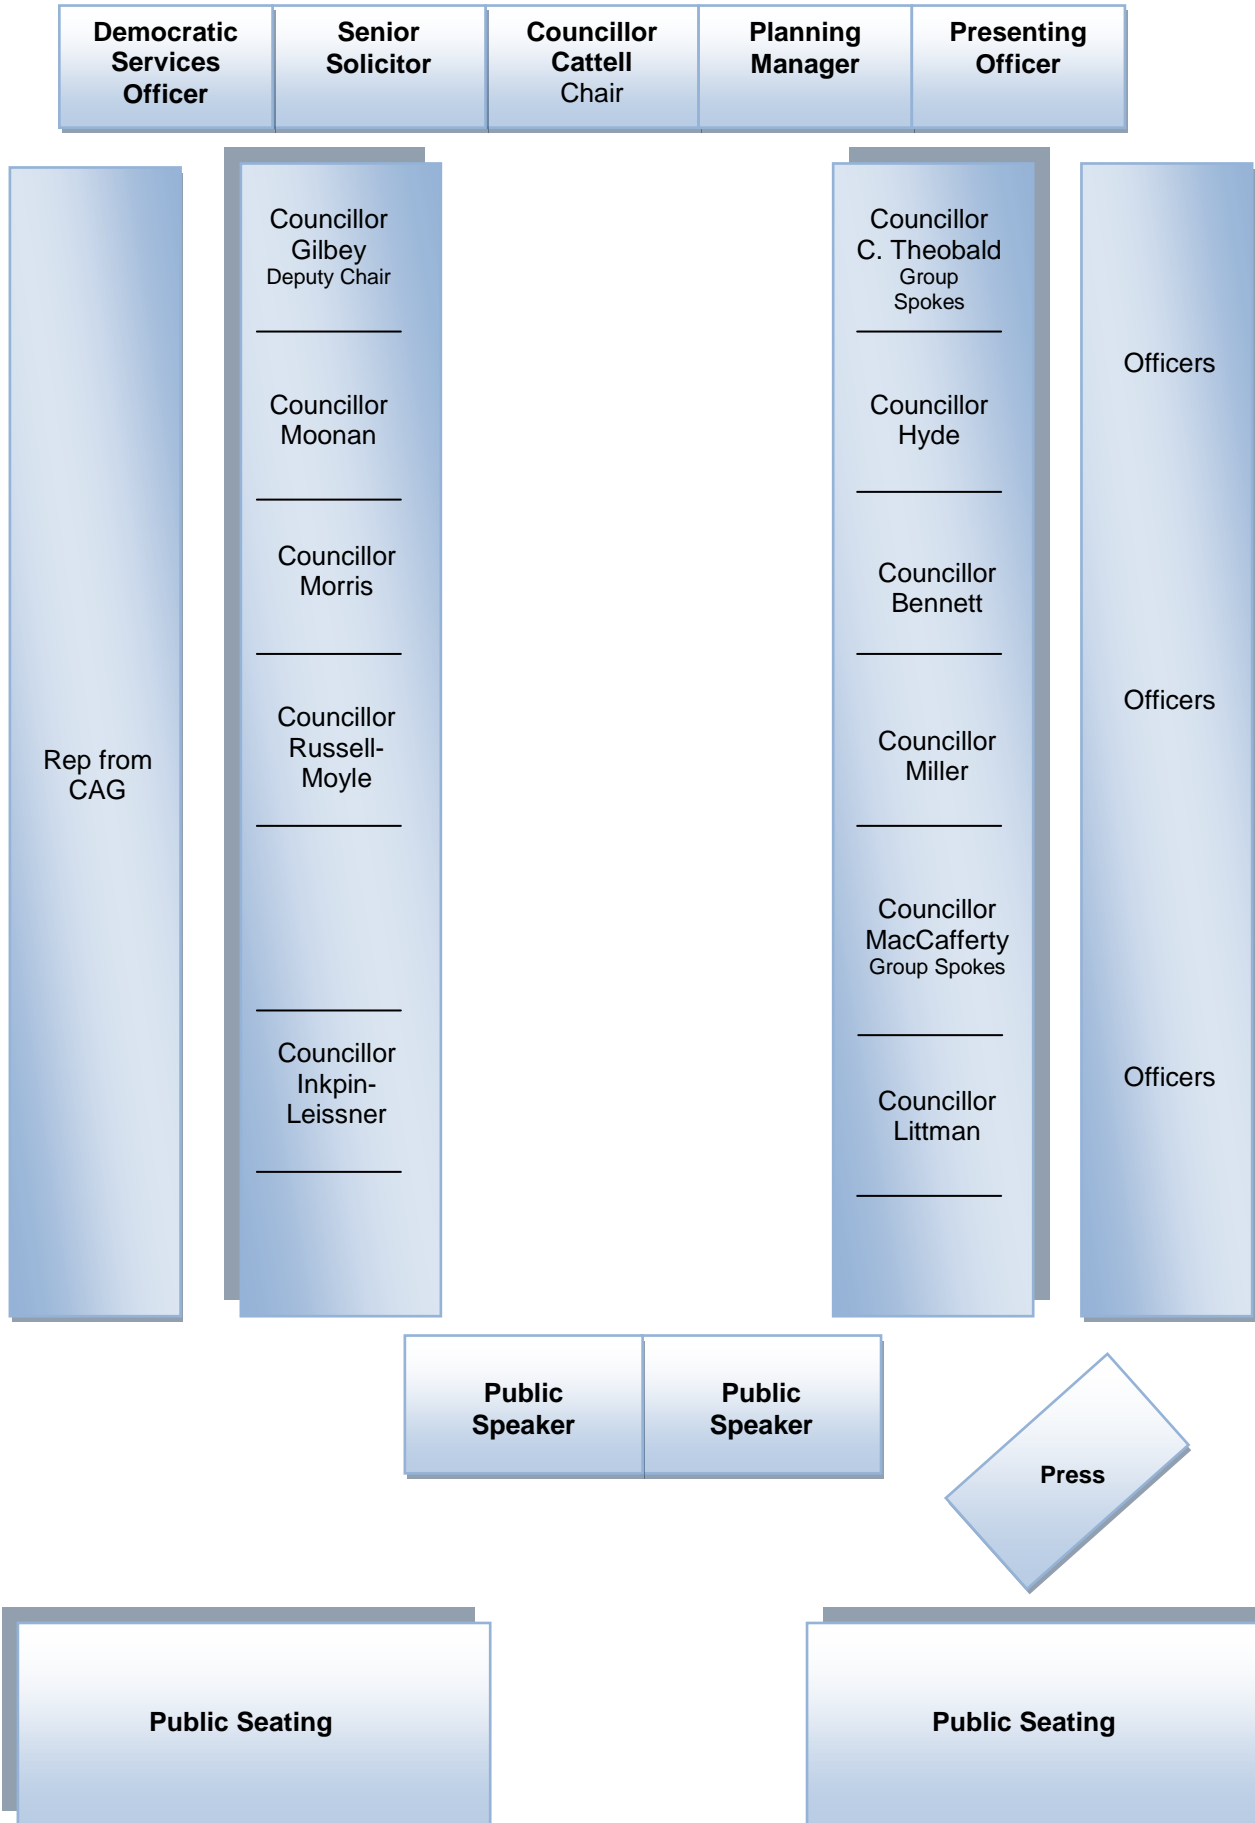 Democratic
Services
Officer
Senior
Solicitor
Councillor
Cattell
Chair
Planning
Manager
Presenting
Officer
Rep from
CAG
Councillor
Gilbey
Deputy Chair
Councillor
Moonan
Councillor
Morris
Councillor
Russell-
Moyle
Councillor
Inkpin-
Leissner
Councillor
C. Theobald
Group
Spokes
Councillor
Hyde
Councillor
Bennett
Councillor
Miller
Councillor
MacCafferty
Group Spokes
Councillor
Littman
Officers
Officers
Officers
Public
Speaker
Public
Speaker
Press
Public Seating
Public Seating